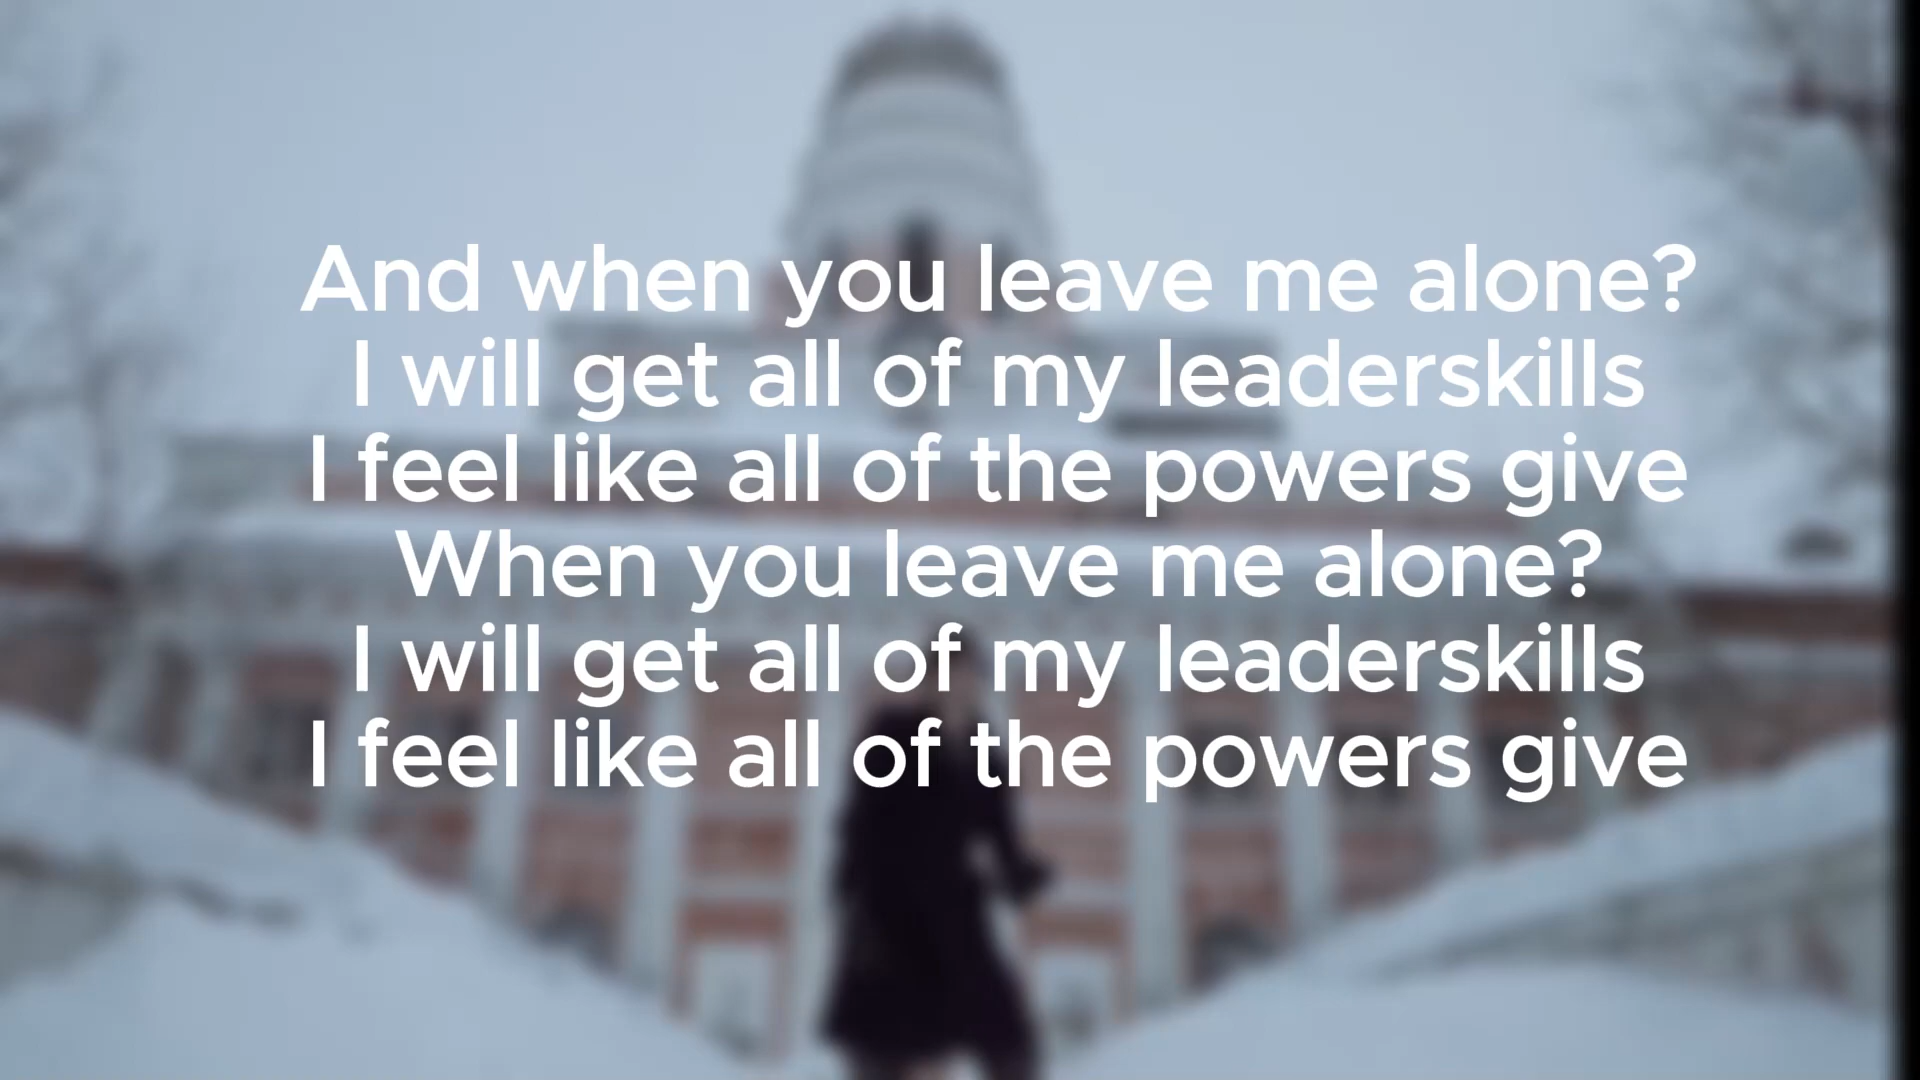 And when you leave me alone?
I will get all of my leaderskills
I feel like all of the powers give
When you leave me alone?
I will get all of my leaderskills
I feel like all of the powers give